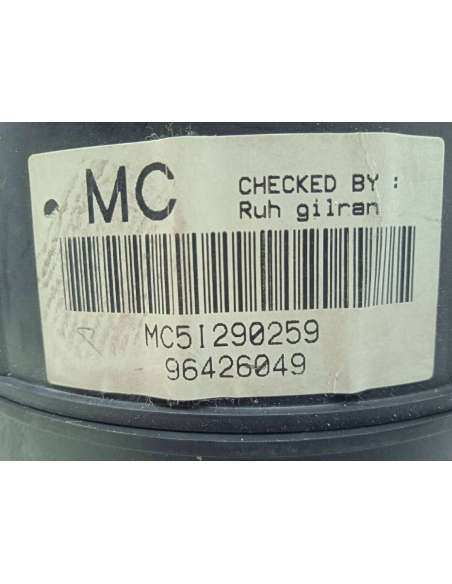 MC
CHECKED BY :
Ruh gilran
MC5I290259
96426049